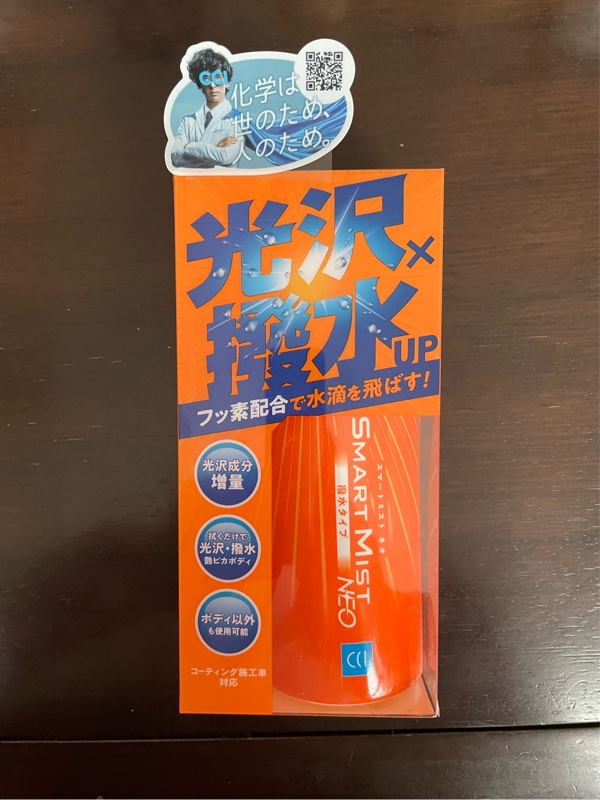 CCI
化学は
世のため、
人のため。
光沢×
撥水UP
フッ素配合で水滴を飛ばす!
光沢成分
増量
拭くだけで
光沢・撥水
艶ピカボディ
ボディ以外
も使用可能
コーティング施工車
対応
スマートミスト ネオ
SMART MIST
NEO
撥水タイプ
CCI